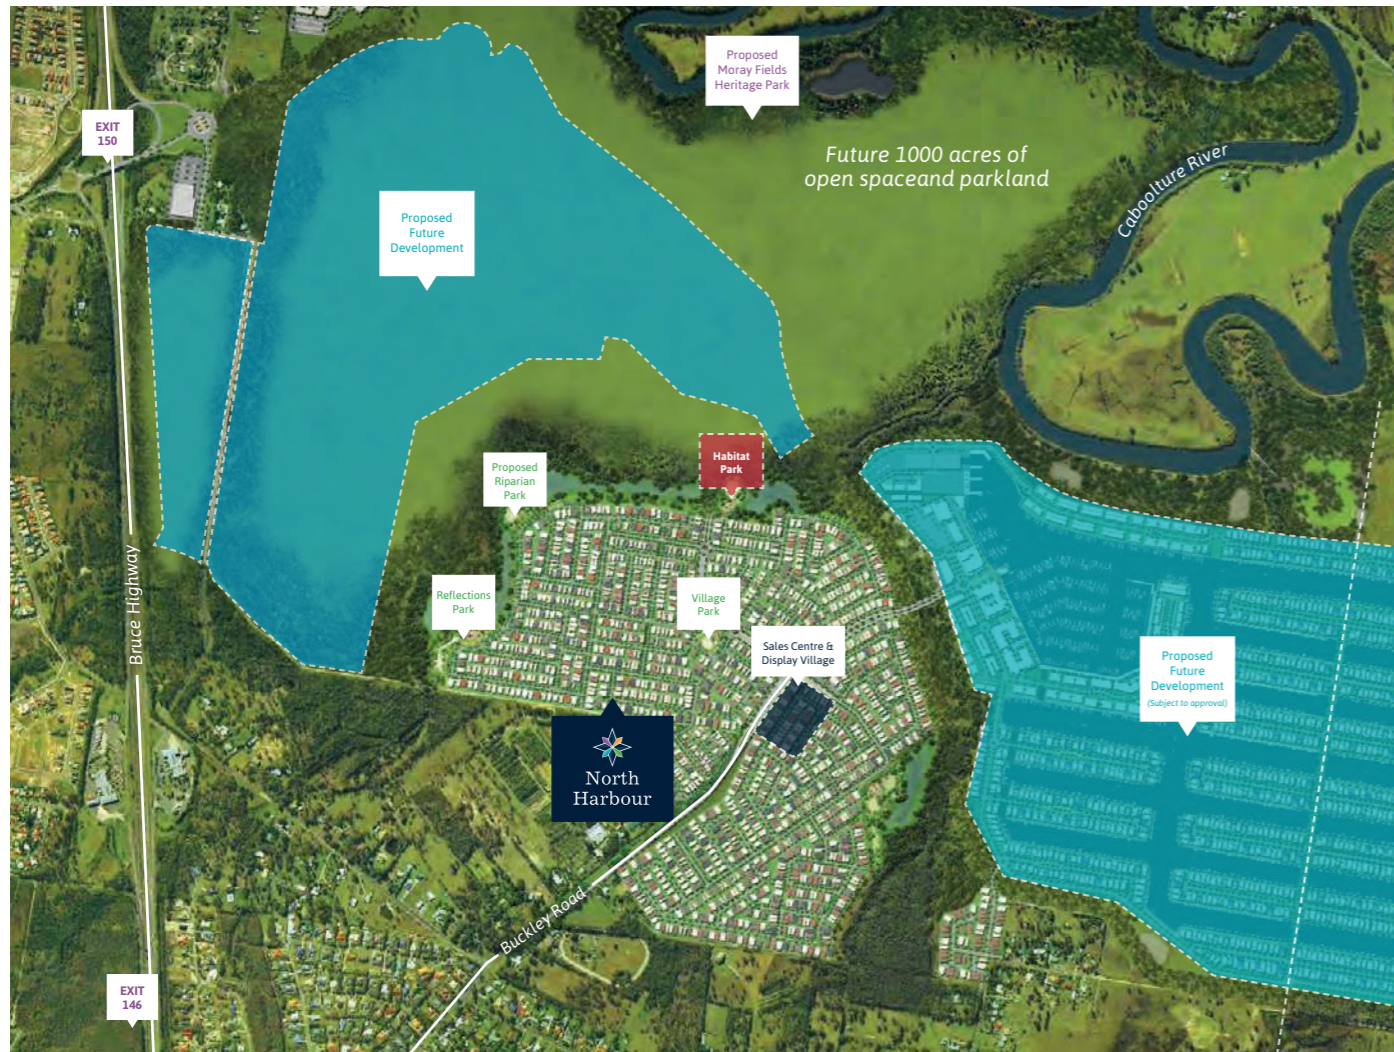 Proposed
Moray Fields
Heritage Park
EXIT
150
Future 1000 acres of
open spaceand parkland
Caboolture River
Proposed
Future
Development
Habitat
Park
Proposed
Riparian
Park
Reflections
Park
Village
Park
Sales Centre &
Display Village
Bruce Highway
Proposed
Future
Development
(Subject to approval)
North
Harbour
Buckley Road
EXIT
146